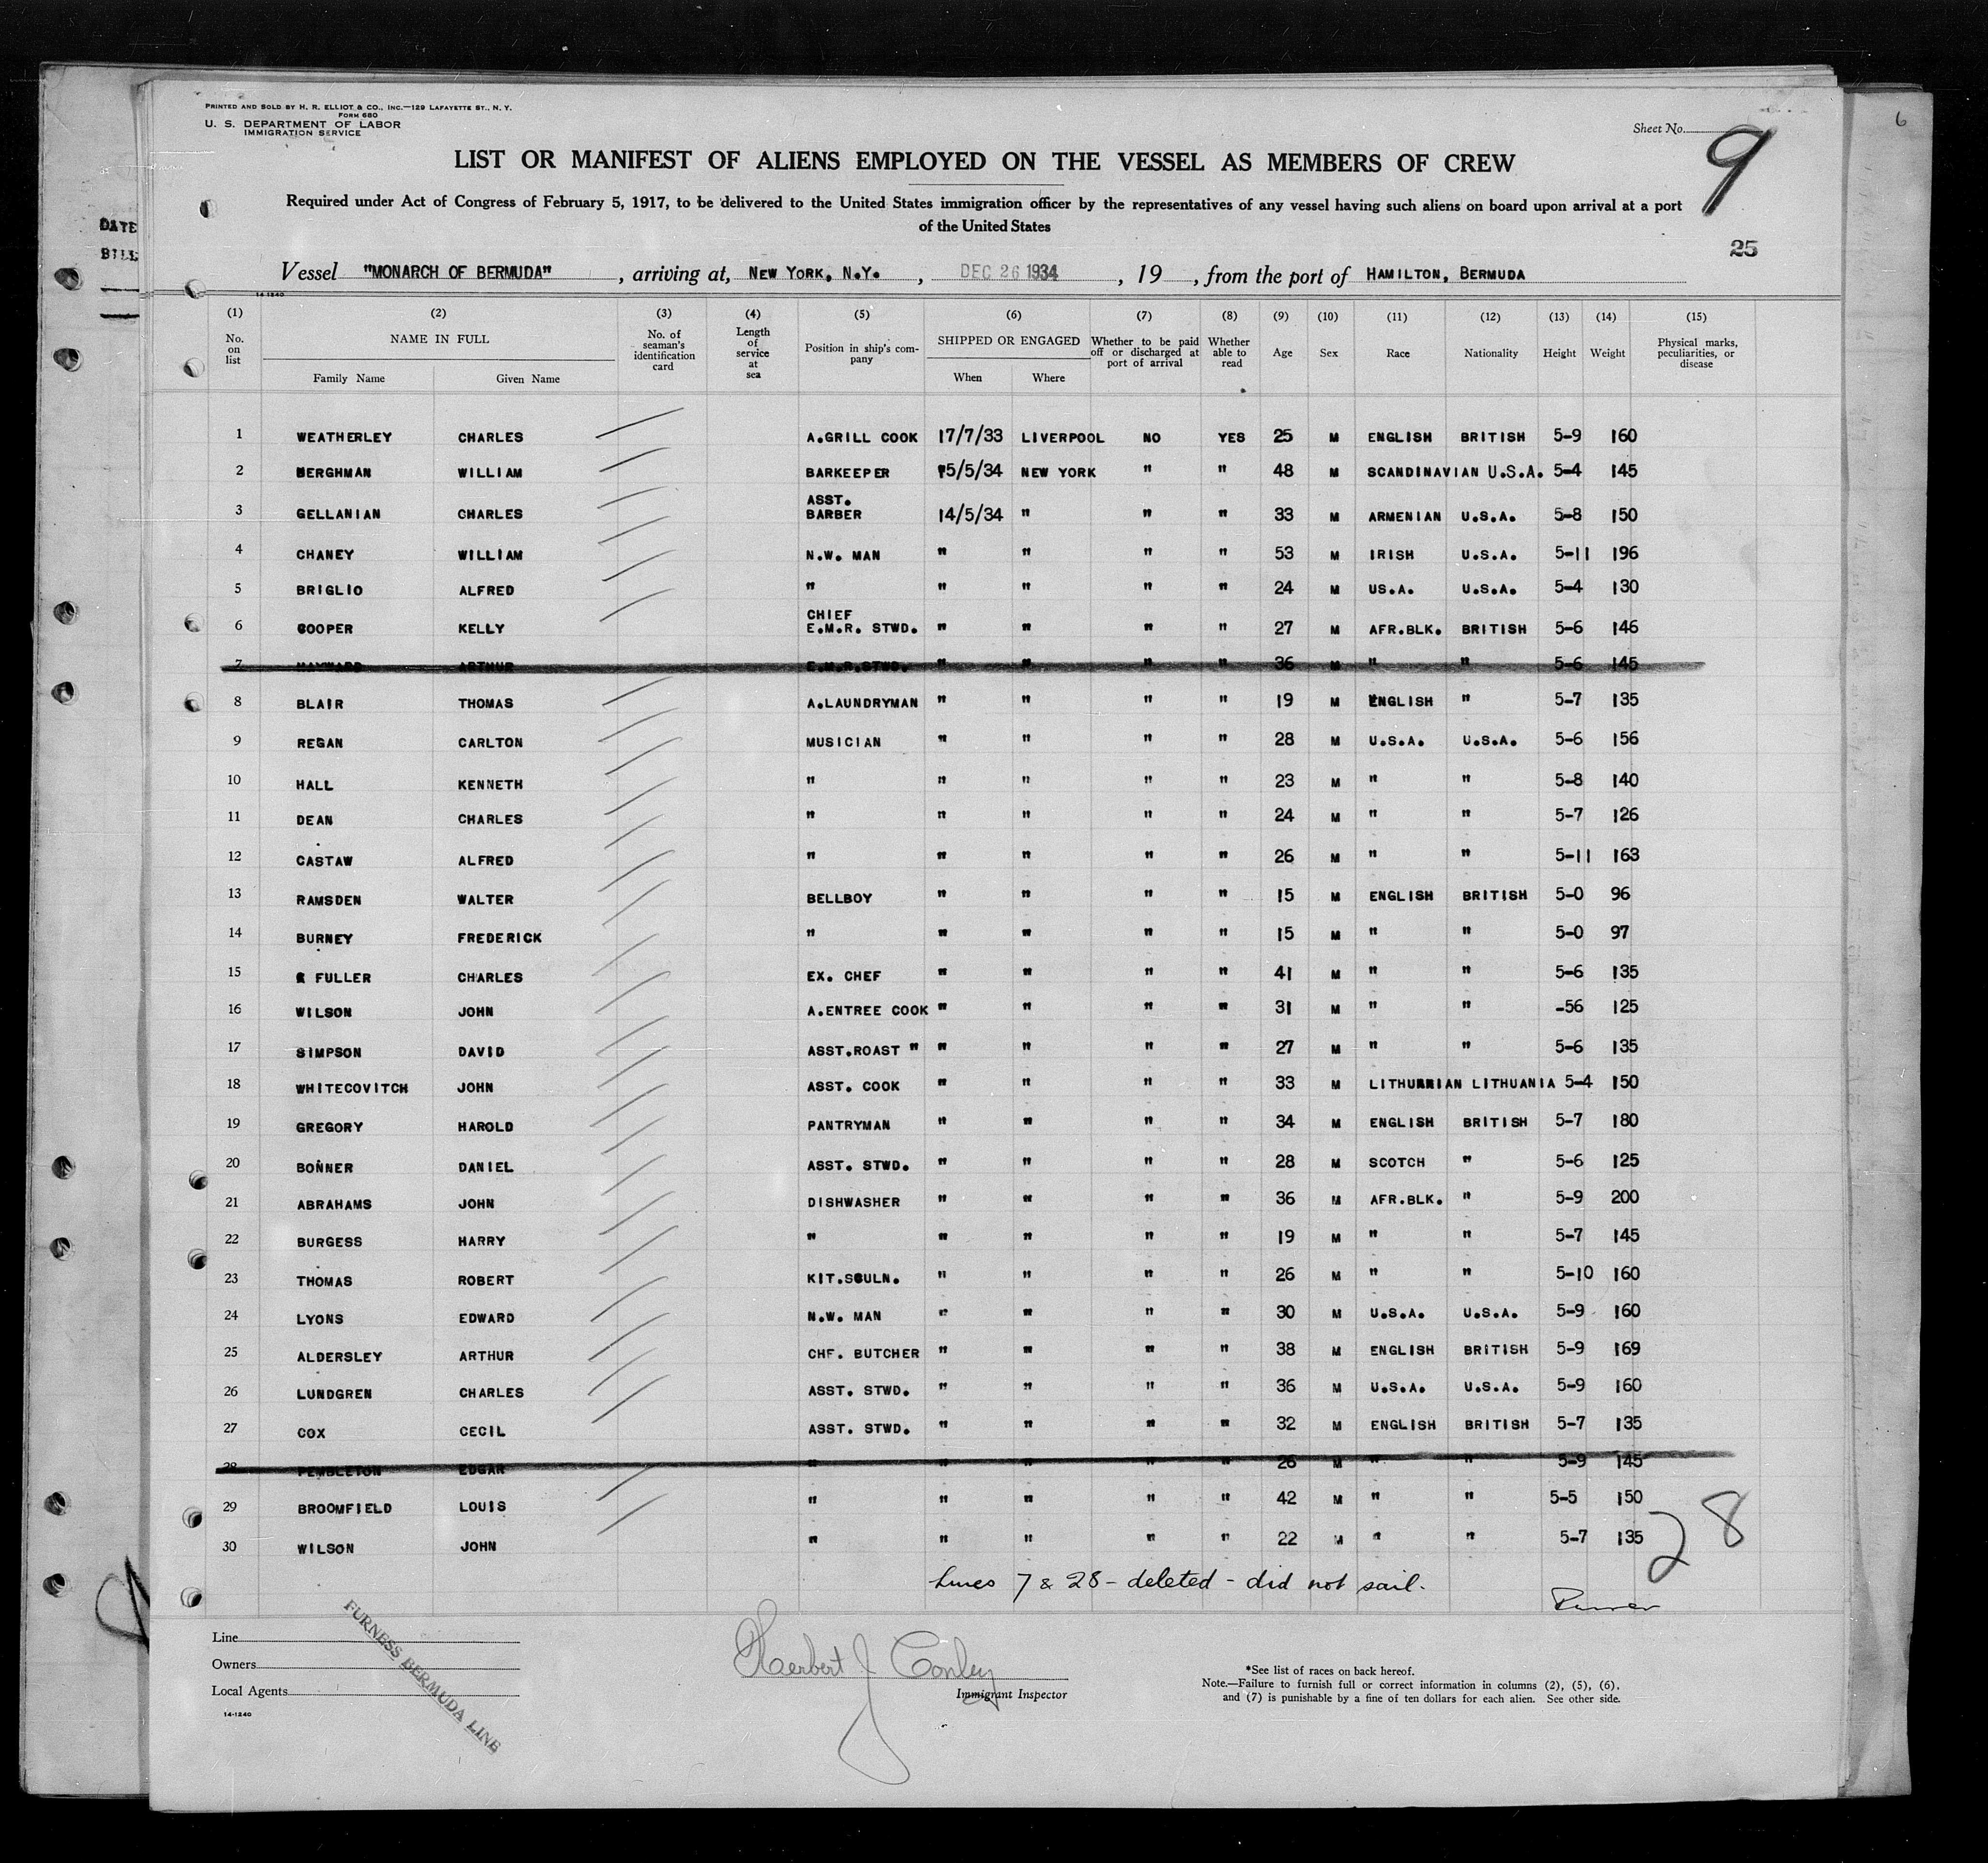 PRINTED AND SOLD BY H. R. ELLIOT & CO., INC.—129 LAFAYETTE ST., N. Y.
FORM 680
U. S. DEPARTMENT OF LABOR
IMMIGRATION SERVICE
Sheet No. 9
6
LIST OR MANIFEST OF ALIENS EMPLOYED ON THE VESSEL AS MEMBERS OF CREW
Required under Act of Congress of February 5, 1917, to be delivered to the United States immigration officer by the representatives of any vessel having such aliens on board upon arrival at a port
of the United States
DATE
25
Vessel "MONARCH OF BERMUDA", arriving at, NEW YORK, N.Y., DEC 26 1934, 19 , from the port of HAMILTON, BERMUDA
14-1240
(1) (2) (3) (4) (5) (6) (7) (8) (9) (10) (11) (12) (13) (14) (15)
No. on list NAME IN FULL Family Name Given Name No. of seaman's identification card Length of service at sea Position in ship's company SHIPPED OR ENGAGED When Where Whether to be paid off or discharged at port of arrival Whether able to read Age Sex Race Nationality Height Weight Physical marks, peculiarities, or disease
1 WEATHERLEY CHARLES A.GRILL COOK 17/7/33 LIVERPOOL NO YES 25 M ENGLISH BRITISH 5-9 160
2 BERGHMAN WILLIAM BARKEEPER 15/5/34 NEW YORK " " 48 M SCANDINAVIAN U.S.A. 5-4 145
3 GELLANIAN CHARLES ASST. BARBER 14/5/34 " " " 33 M ARMENIAN U.S.A. 5-8 150
4 CHANEY WILLIAM N.W. MAN " " " " 53 M IRISH U.S.A. 5-11 196
5 BRIGLIO ALFRED " " " " " 24 M US.A. U.S.A. 5-4 130
6 COOPER KELLY CHIEF E.M.R. STWD. " " " " 27 M AFR.BLK. BRITISH 5-6 146
7 HAYWARD ARTHUR E.M.R.STWD. " " " " 36 M " " 5-6 145
8 BLAIR THOMAS A.LAUNDRYMAN " " " " 19 M ENGLISH " 5-7 135
9 REGAN CARLTON MUSICIAN " " " " 28 M U.S.A. U.S.A. 5-6 156
10 HALL KENNETH " " " " " 23 M " " 5-8 140
11 DEAN CHARLES " " " " " 24 M " " 5-7 126
12 CASTAW ALFRED " " " " " 26 M " " 5-11 163
13 RAMSDEN WALTER BELLBOY " " " " 15 M ENGLISH BRITISH 5-0 96
14 BURNEY FREDERICK " " " " " 15 M " " 5-0 97
15 FULLER CHARLES EX. CHEF " " " " 41 M " " 5-6 135
16 WILSON JOHN A.ENTREE COOK " " " " 31 M " " -56 125
17 SIMPSON DAVID ASST.ROAST " " " " " 27 M " " 5-6 135
18 WHITECOVITCH JOHN ASST. COOK " " " " 33 M LITHUANIAN LITHUANIA 5-4 150
19 GREGORY HAROLD PANTRYMAN " " " " 34 M ENGLISH BRITISH 5-7 180
20 BONNER DANIEL ASST. STWD. " " " " 28 M SCOTCH " 5-6 125
21 ABRAHAMS JOHN DISHWASHER " " " " 36 M AFR.BLK. " 5-9 200
22 BURGESS HARRY " " " " " 19 M " " 5-7 145
23 THOMAS ROBERT KIT.SCULN. " " " " 26 M " " 5-10 160
24 LYONS EDWARD N.W. MAN " " " " 30 M U.S.A. U.S.A. 5-9 160
25 ALDERSLEY ARTHUR CHF. BUTCHER " " " " 38 M ENGLISH BRITISH 5-9 169
26 LUNDGREN CHARLES ASST. STWD. " " " " 36 M U.S.A. U.S.A. 5-9 160
27 COX CECIL ASST. STWD. " " " " 32 M ENGLISH BRITISH 5-7 135
28 PEMBLETON EDGAR " " " " " 26 M " " 5-9 145
29 BROOMFIELD LOUIS " " " " " 42 M " " 5-5 150
30 WILSON JOHN " " " " " 22 M " " 5-7 135
28
Lines 7 & 28 - deleted - did not sail.
Line
Owners
Local Agents
14-1240
FURNESS BERMUDA LINE
Herbert J Conley
Immigrant Inspector
*See list of races on back hereof.
Note.—Failure to furnish full or correct information in columns (2), (5), (6),
and (7) is punishable by a fine of ten dollars for each alien. See other side.